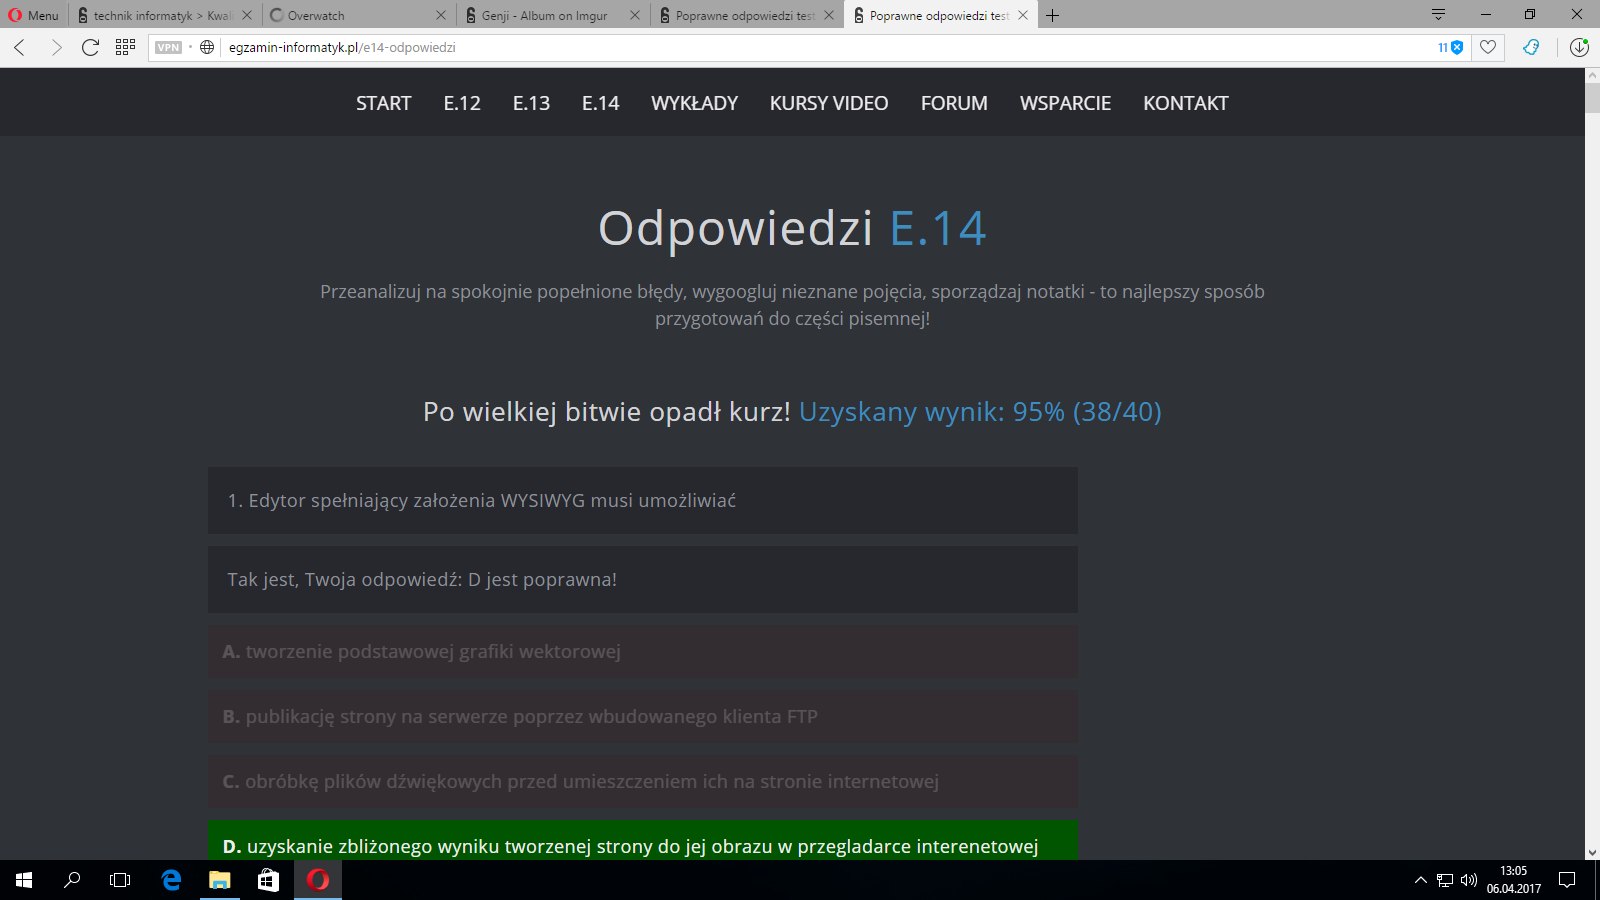 Menu
technik informatyk > Kwali
Overwatch
Genji - Album on Imgur
Poprawne odpowiedzi test
Poprawne odpowiedzi test
VPN
egzamin-informatyk.pl/e14-odpowiedzi
11
START E.12 E.13 E.14 WYKŁADY KURSY VIDEO FORUM WSPARCIE KONTAKT
Odpowiedzi E.14
Przeanalizuj na spokojnie popełnione błędy, wygoogluj nieznane pojęcia, sporządzaj notatki - to najlepszy sposób
przygotowań do części pisemnej!
Po wielkiej bitwie opadł kurz! Uzyskany wynik: 95% (38/40)
1. Edytor spełniający założenia WYSIWYG musi umożliwiać
Tak jest, Twoja odpowiedź: D jest poprawna!
A. tworzenie podstawowej grafiki wektorowej
B. publikację strony na serwerze poprzez wbudowanego klienta FTP
C. obróbkę plików dźwiękowych przed umieszczeniem ich na stronie internetowej
D. uzyskanie zbliżonego wyniku tworzenej strony do jej obrazu w przegladarce interenetowej
13:05
06.04.2017